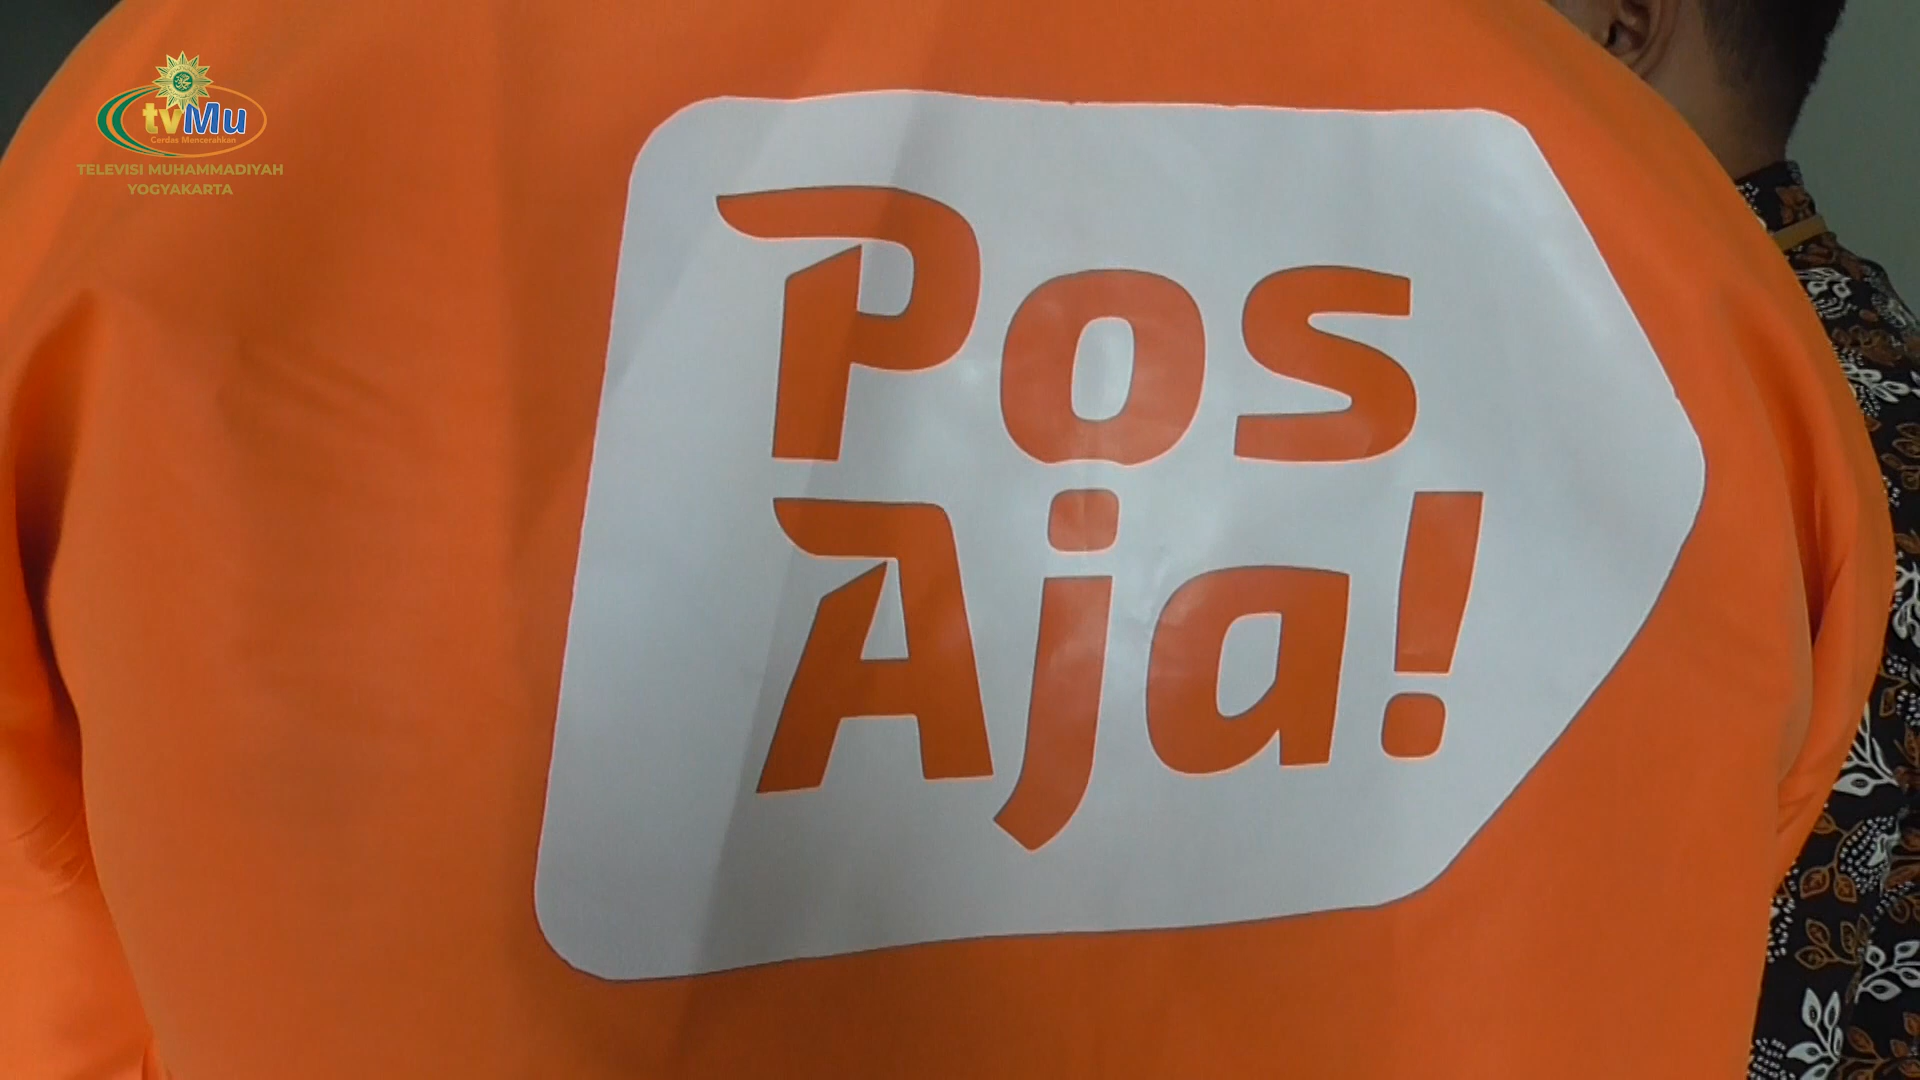 tvMu
Cerdas Mencerahkan
TELEVISI MUHAMMADIYAH
YOGYAKARTA
Pos
Aja!